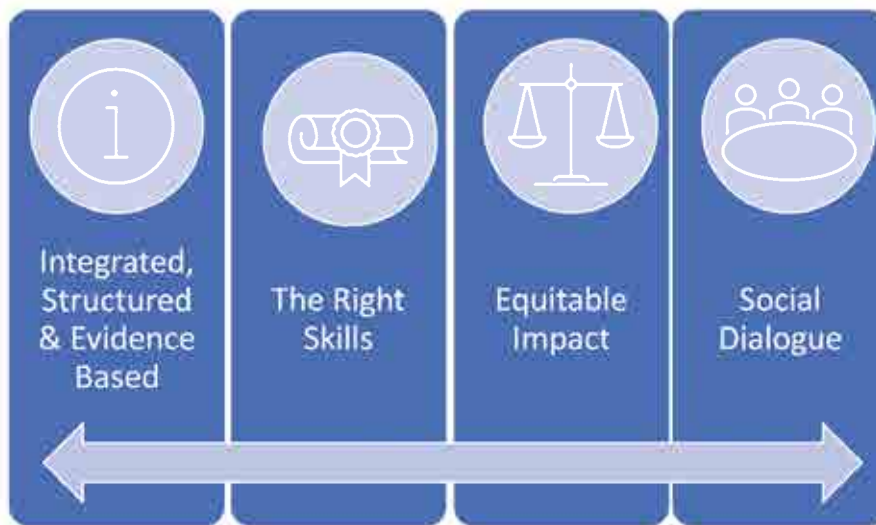 Integrated,
Structured
& Evidence
Based
The Right
Skills
Equitable
Impact
Social
Dialogue